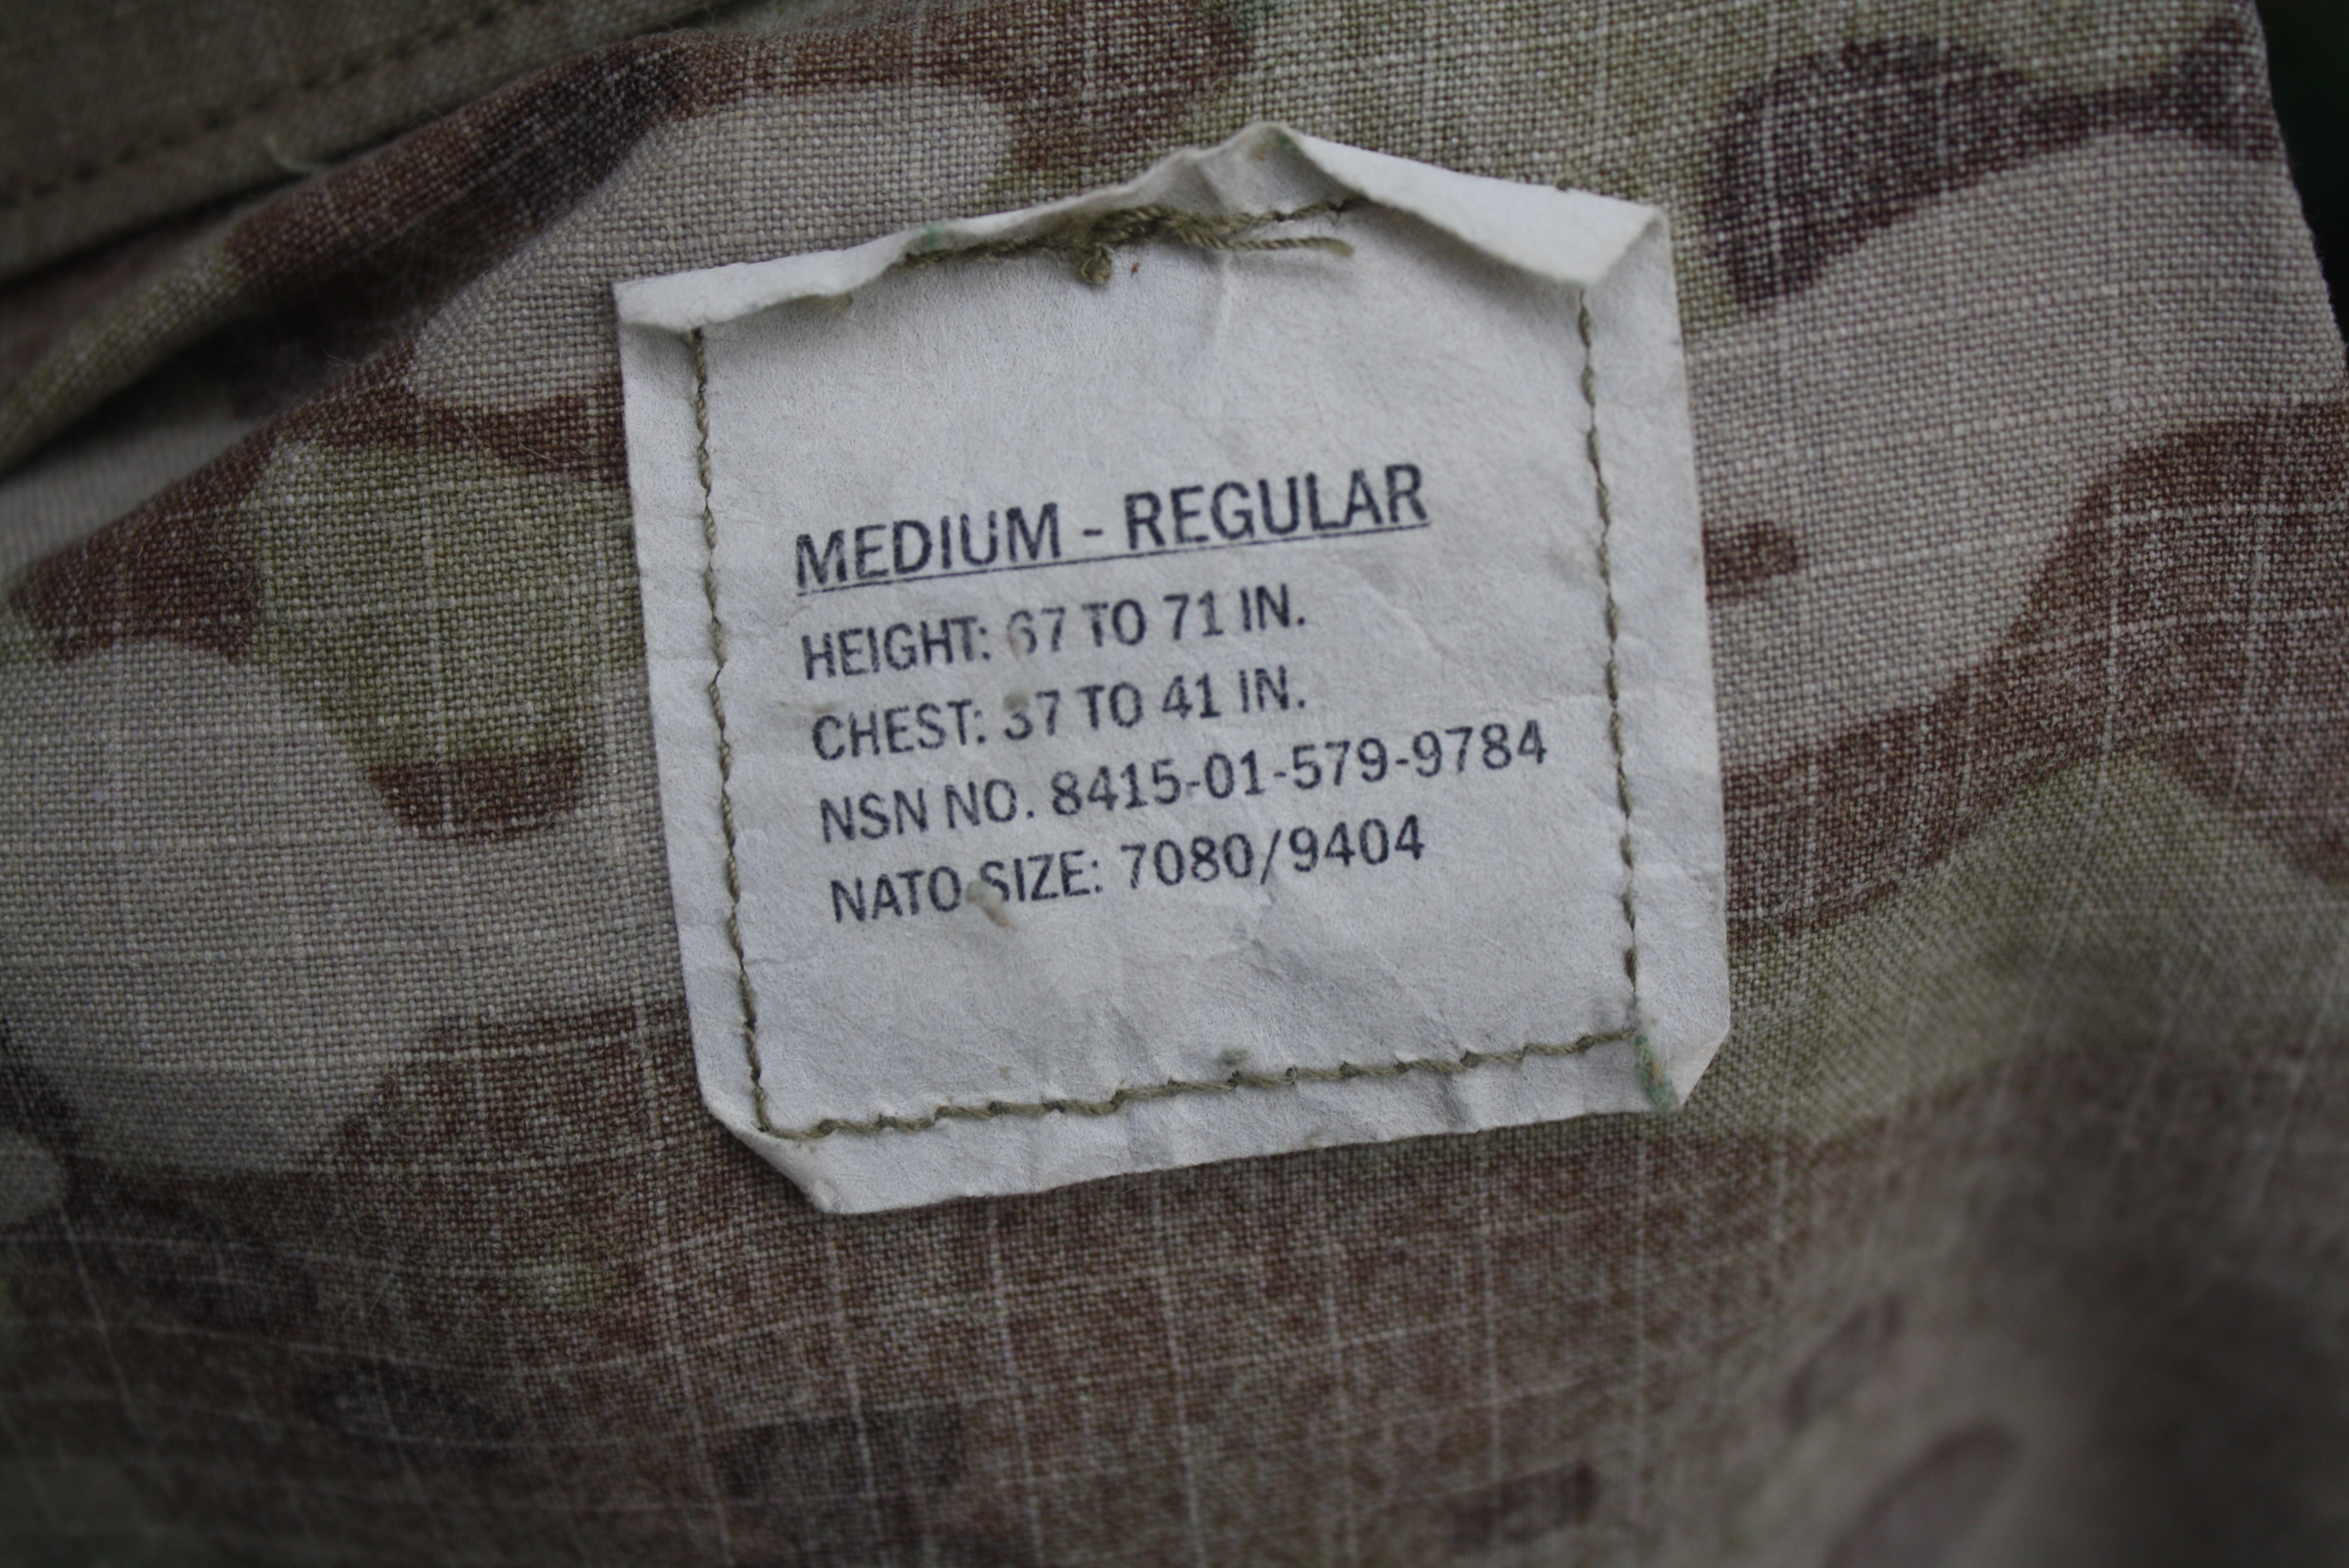 MEDIUM - REGULAR
HEIGHT: 67 TO 71 IN.
CHEST: 37 TO 41 IN.
NSN NO. 8415-01-579-9784
NATO SIZE: 7080/9404